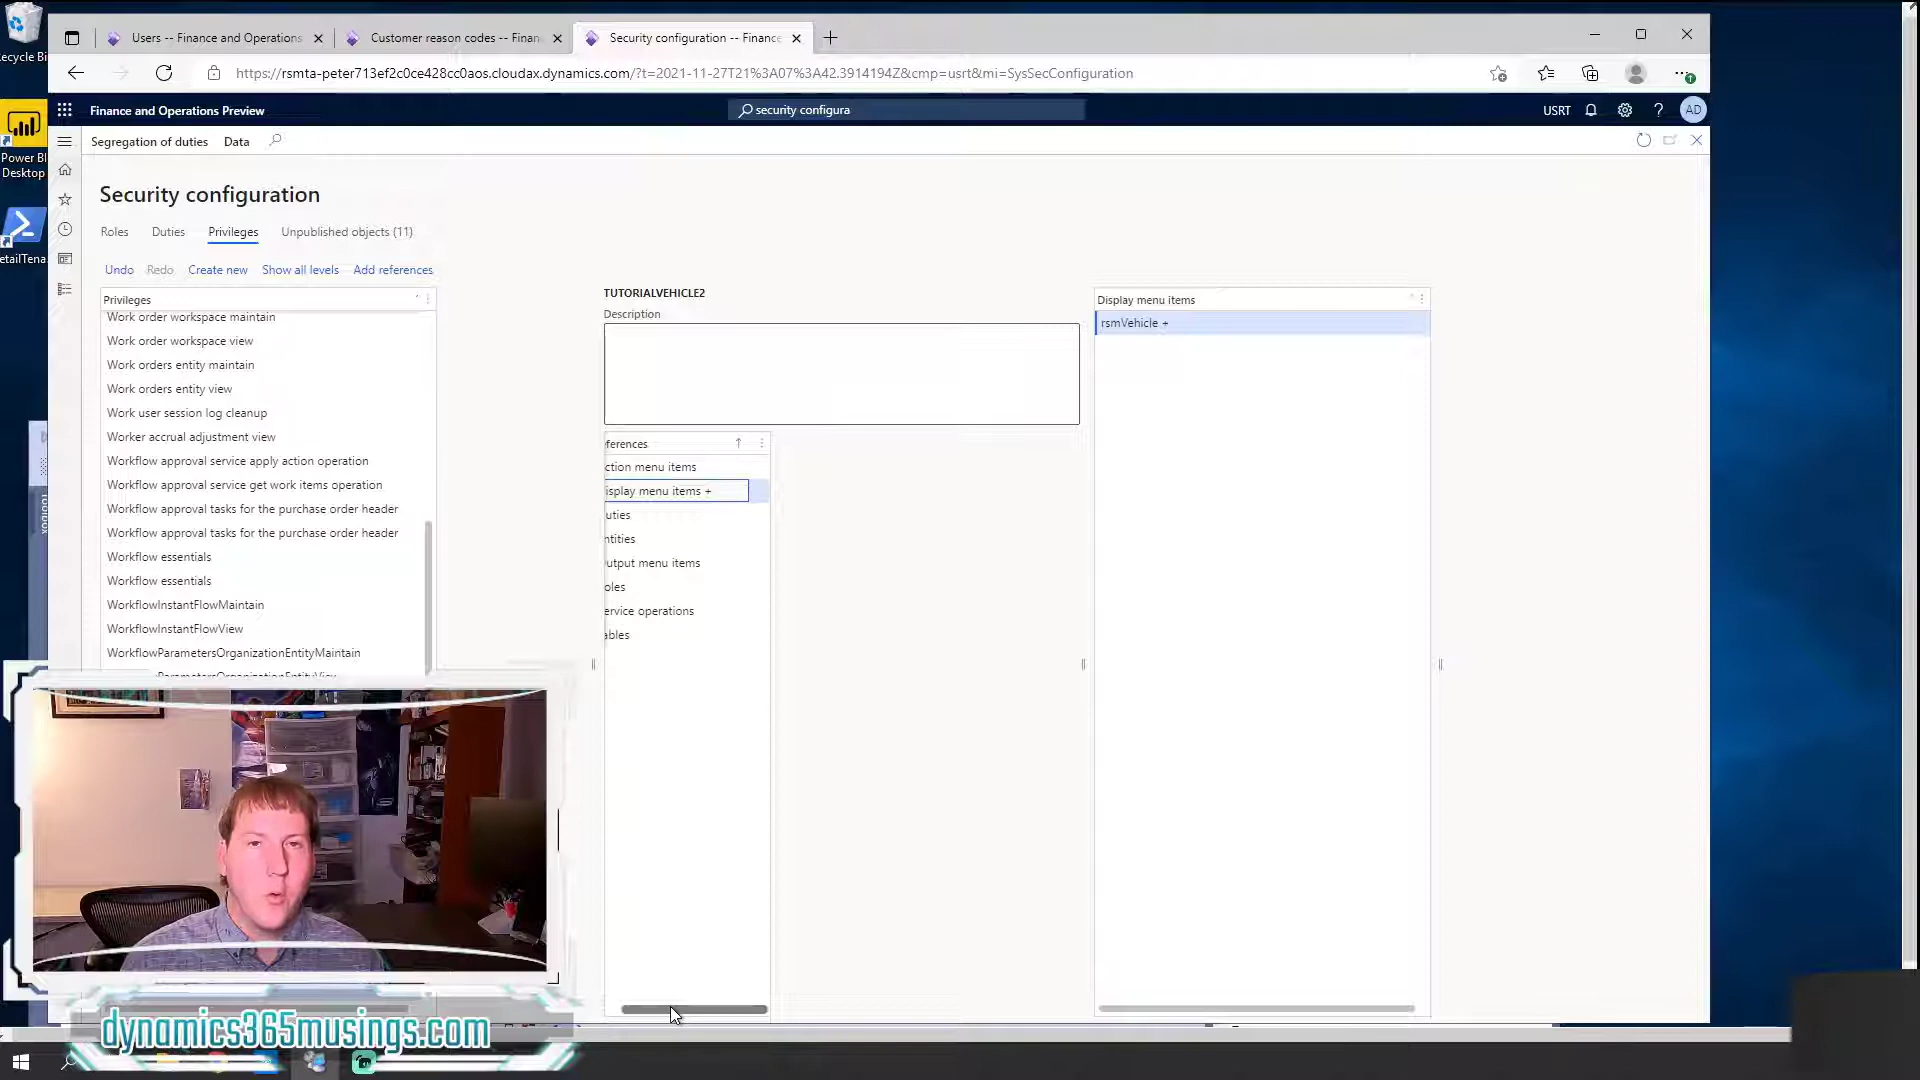 Users -- Finance and Operations
Customer reason codes -- Finan
Security configuration -- Finance
https://rsmta-peter713ef2c0ce428cc0aos.cloudax.dynamics.com/?t=2021-11-27T21%3A07%3A42.3914194Z&cmp=usrt&mi=SysSecConfiguration
ecycle Bi
Finance and Operations Preview
security configura
USRT
?
AD
Segregation of duties
Data
Power BI
Desktop
Security configuration
Roles
Duties
Privileges
Unpublished objects (11)
etailTena
Undo
Redo
Create new
Show all levels
Add references
Privileges
Work order workspace maintain
Work order workspace view
Work orders entity maintain
Work orders entity view
Work user session log cleanup
Worker accrual adjustment view
Workflow approval service apply action operation
Workflow approval service get work items operation
Workflow approval tasks for the purchase order header
Workflow approval tasks for the purchase order header
Workflow essentials
Workflow essentials
WorkflowInstantFlowMaintain
WorkflowInstantFlowView
WorkflowParametersOrganizationEntityMaintain
ParametersOrganizationEntityView
TUTORIALVEHICLE2
Description
ferences
ction menu items
isplay menu items +
uties
ntities
utput menu items
oles
ervice operations
ables
Display menu items
rsmVehicle +
Toolbox
dynamics365musings.com